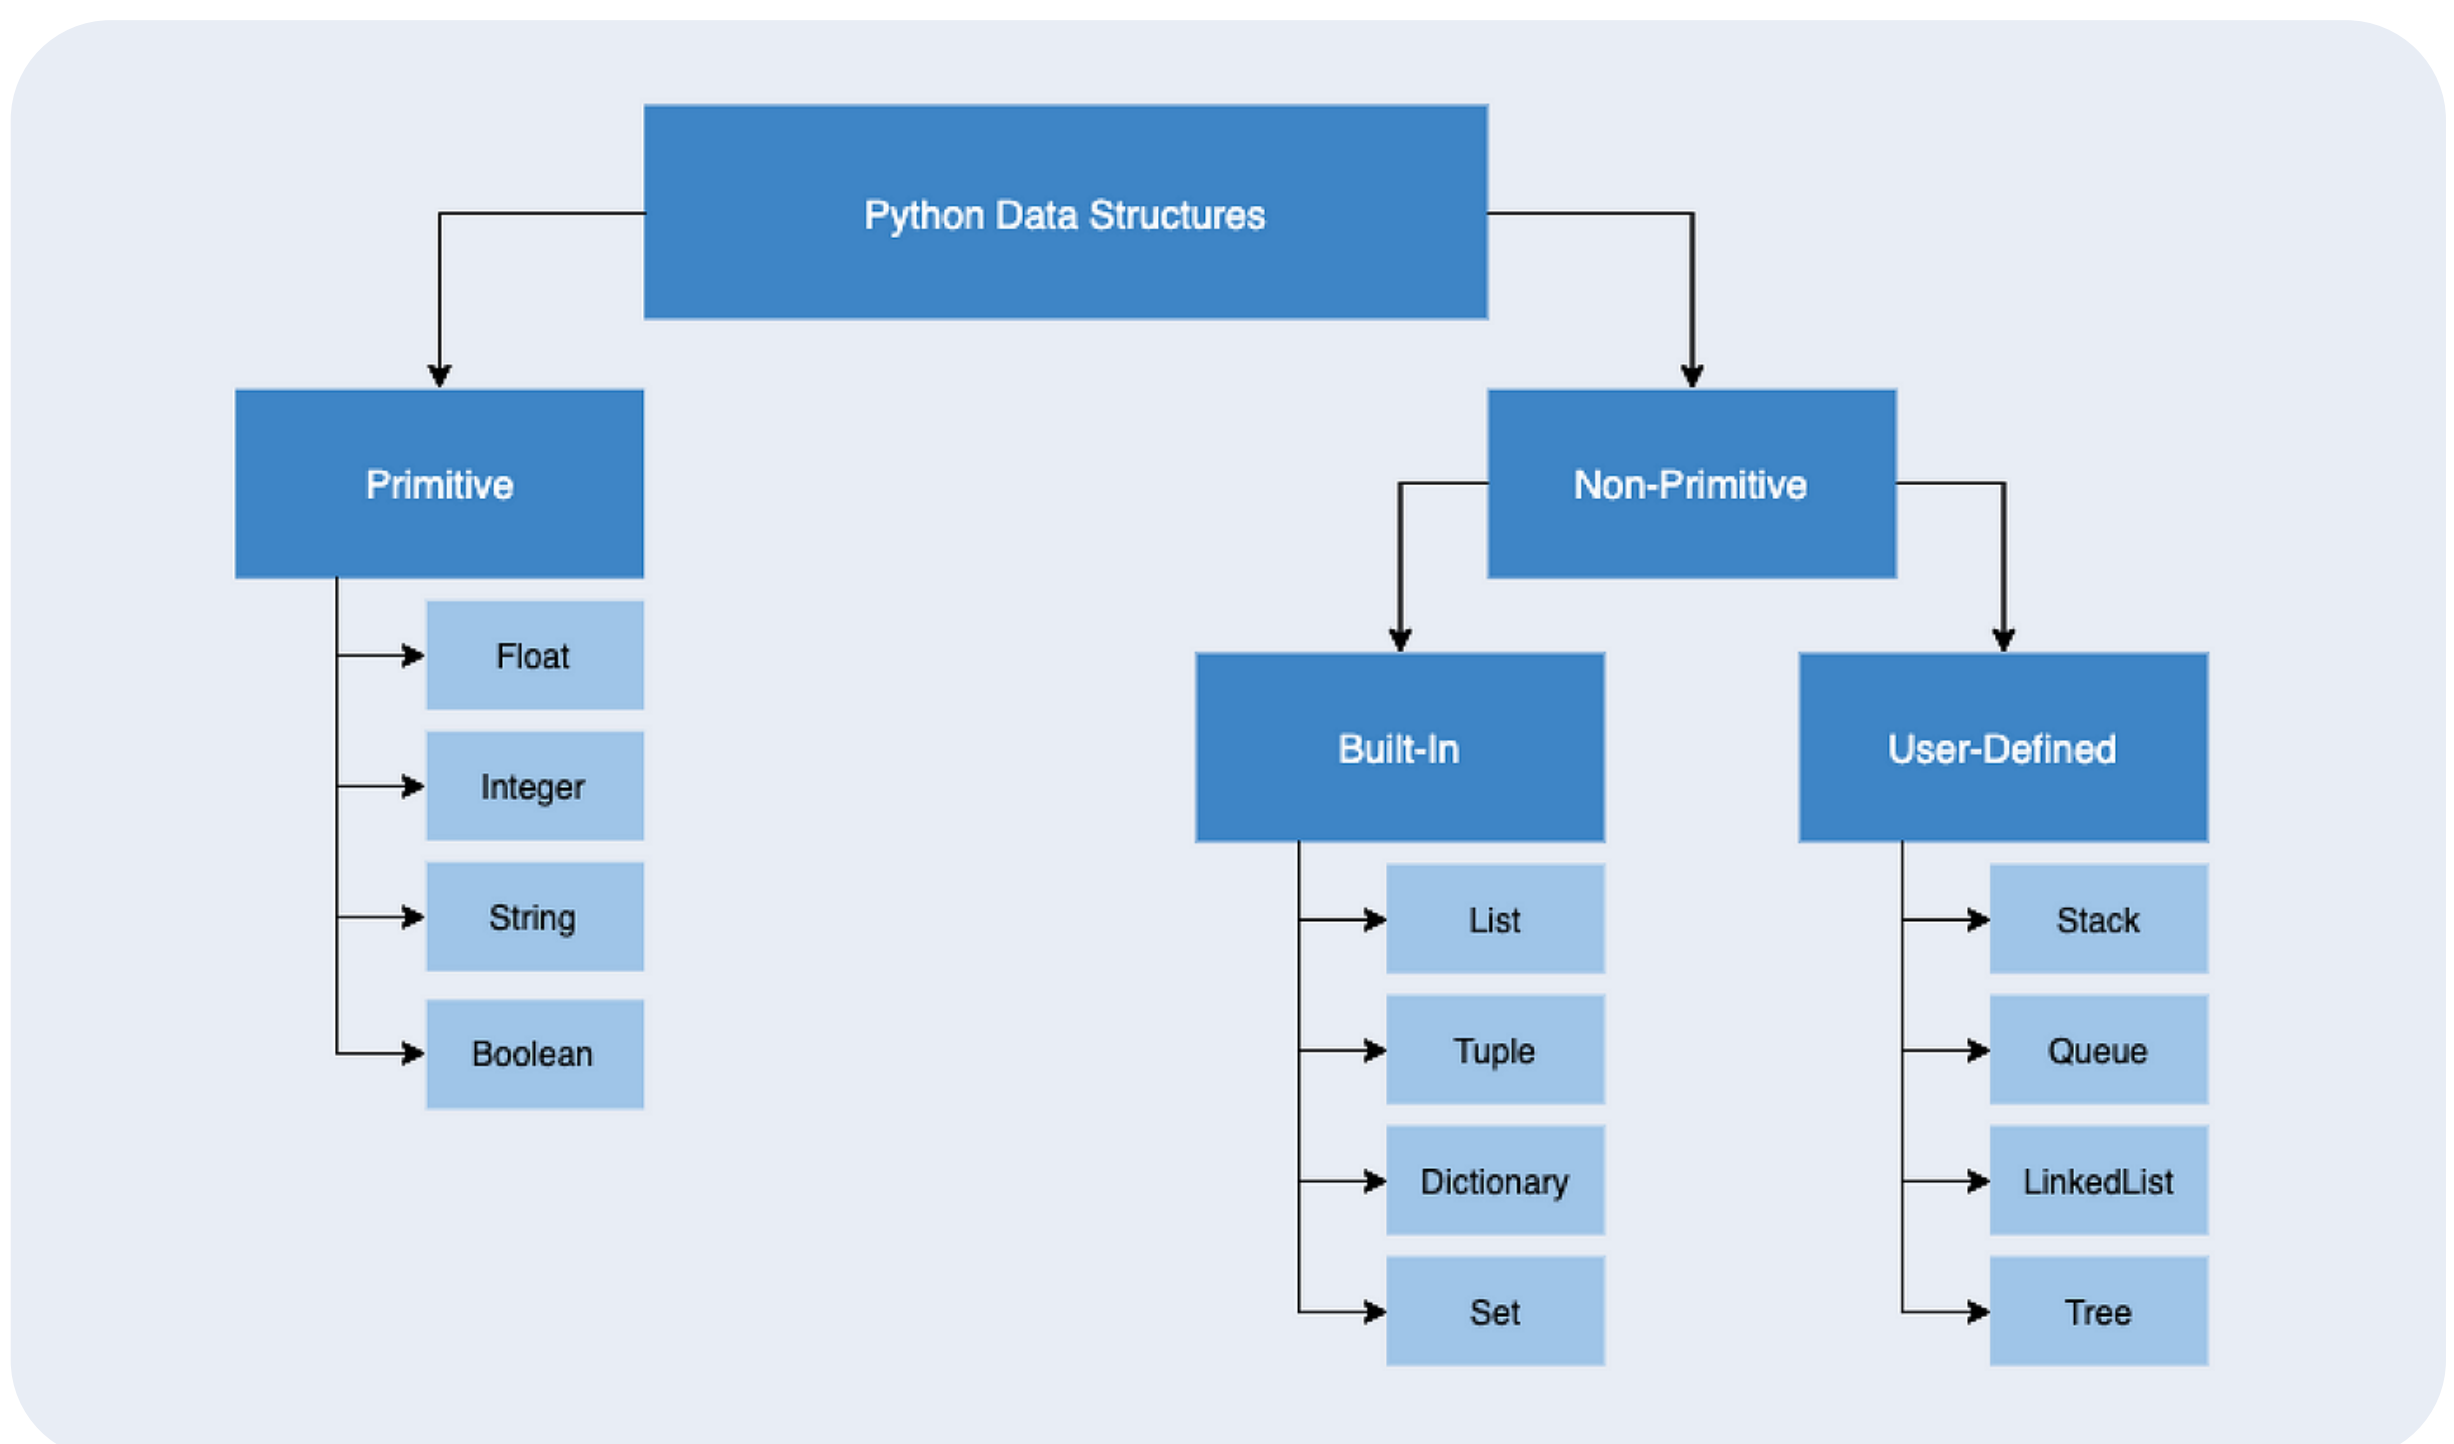 Python Data Structures
Primitive
Non-Primitive
Float
Integer
String
Boolean
Built-In
User-Defined
List
Tuple
Dictionary
Set
Stack
Queue
LinkedList
Tree